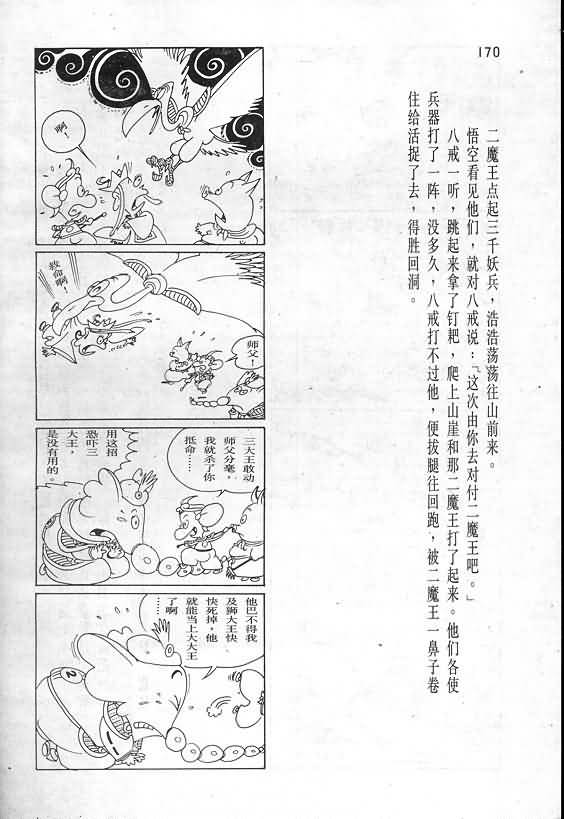 170
二魔王点起三千妖兵，浩浩荡荡往山前来。
悟空看见他们，就对八戒说：「这次由你去对付二魔王吧。」
八戒一听，跳起来拿了钉耙，爬上山崖和那二魔王打了起来。他们各使
兵器打了一阵，没多久，八戒打不过他，便拔腿往回跑，被二魔王一鼻子卷
住给活捉了去，得胜回洞。
啊，
救命啊，
师父！
三大王敢动
师父分毫，
我就杀了你
抵命……
用这招
恐吓三
大王，
是没有用的。
他巴不得我
及狮大王快
快死掉，他
就能当上大大王
了啊……
2